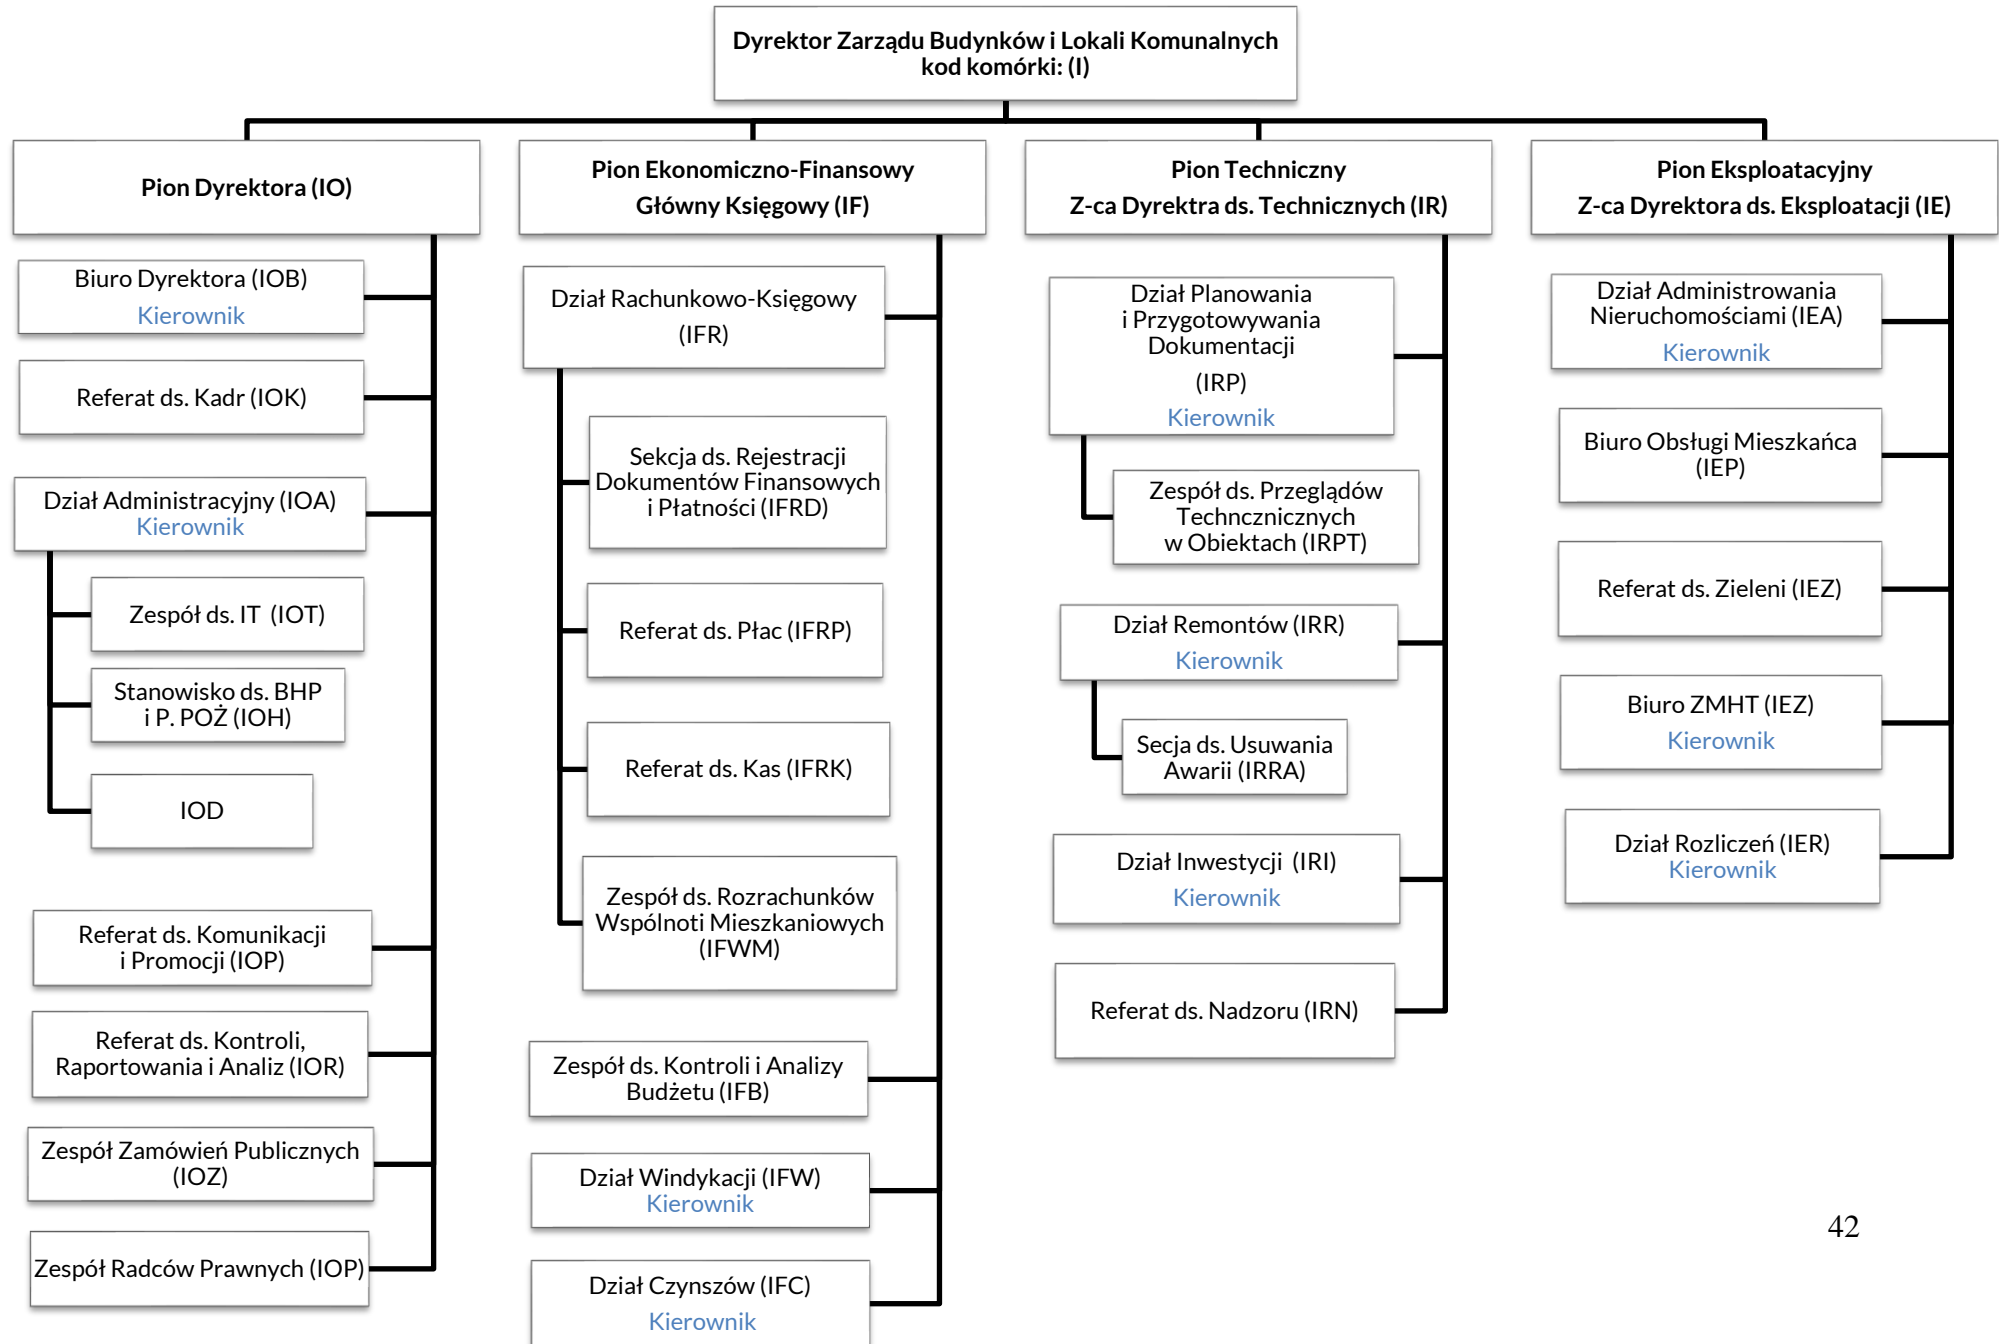 Dyrektor Zarządu Budynków i Lokali Komunalnych
kod komórki: (I)
Pion Dyrektora (IO)
Biuro Dyrektora (IOB)
Kierownik
Referat ds. Kadr (IOK)
Dział Administracyjny (IOA)
Kierownik
Zespół ds. IT (IOT)
Stanowisko ds. BHP
i P. POŻ (IOH)
IOD
Referat ds. Komunikacji
i Promocji (IOP)
Referat ds. Kontroli,
Raportowania i Analiz (IOR)
Zespół Zamówień Publicznych
(IOZ)
Zespół Radców Prawnych (IOP)
Pion Ekonomiczno-Finansowy
Główny Księgowy (IF)
Dział Rachunkowo-Księgowy
(IFR)
Sekcja ds. Rejestracji
Dokumentów Finansowych
i Płatności (IFRD)
Referat ds. Płac (IFRP)
Referat ds. Kas (IFRK)
Zespół ds. Rozrachunków
Wspólnoti Mieszkaniowych
(IFWM)
Zespół ds. Kontroli i Analizy
Budżetu (IFB)
Dział Windykacji (IFW)
Kierownik
Dział Czynszów (IFC)
Kierownik
Pion Techniczny
Z-ca Dyrektra ds. Technicznych (IR)
Dział Planowania
i Przygotowywania
Dokumentacji
(IRP)
Kierownik
Zespół ds. Przeglądów
Techncznicznych
w Obiektach (IRPT)
Dział Remontów (IRR)
Kierownik
Secja ds. Usuwania
Awarii (IRRA)
Dział Inwestycji (IRI)
Kierownik
Referat ds. Nadzoru (IRN)
Pion Eksploatacyjny
Z-ca Dyrektora ds. Eksploatacji (IE)
Dział Administrowania
Nieruchomościami (IEA)
Kierownik
Biuro Obsługi Mieszkańca
(IEP)
Referat ds. Zieleni (IEZ)
Biuro ZMHT (IEZ)
Kierownik
Dział Rozliczeń (IER)
Kierownik
42